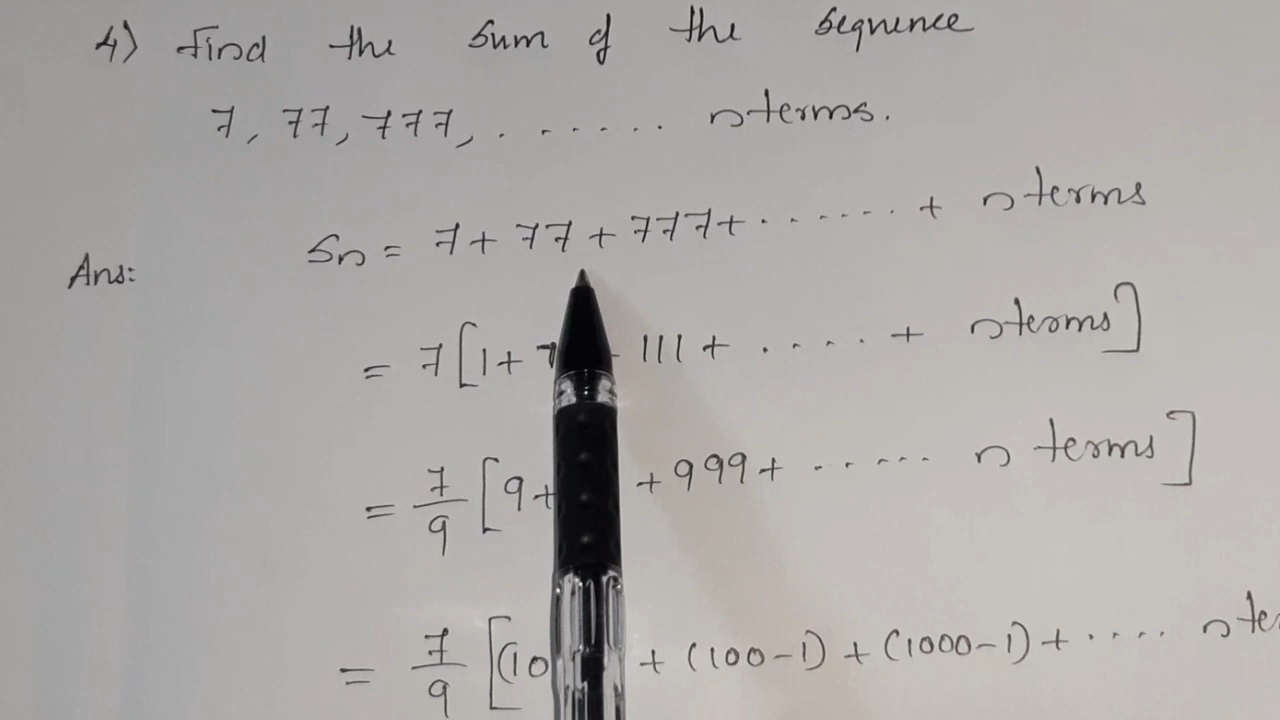 4) Find the sum of the sequence
7, 77, 777, . . . . . . n terms.
Ans: Sn = 7 + 77 + 777 + . . . . . . . + n terms
= 7 [1 + 111 + . . . . . + n terms]
= 7/9 [9 + + 999 + . . . . . . n terms]
= 7/9 [(10 + (100 - 1) + (1000 - 1) + . . . . n